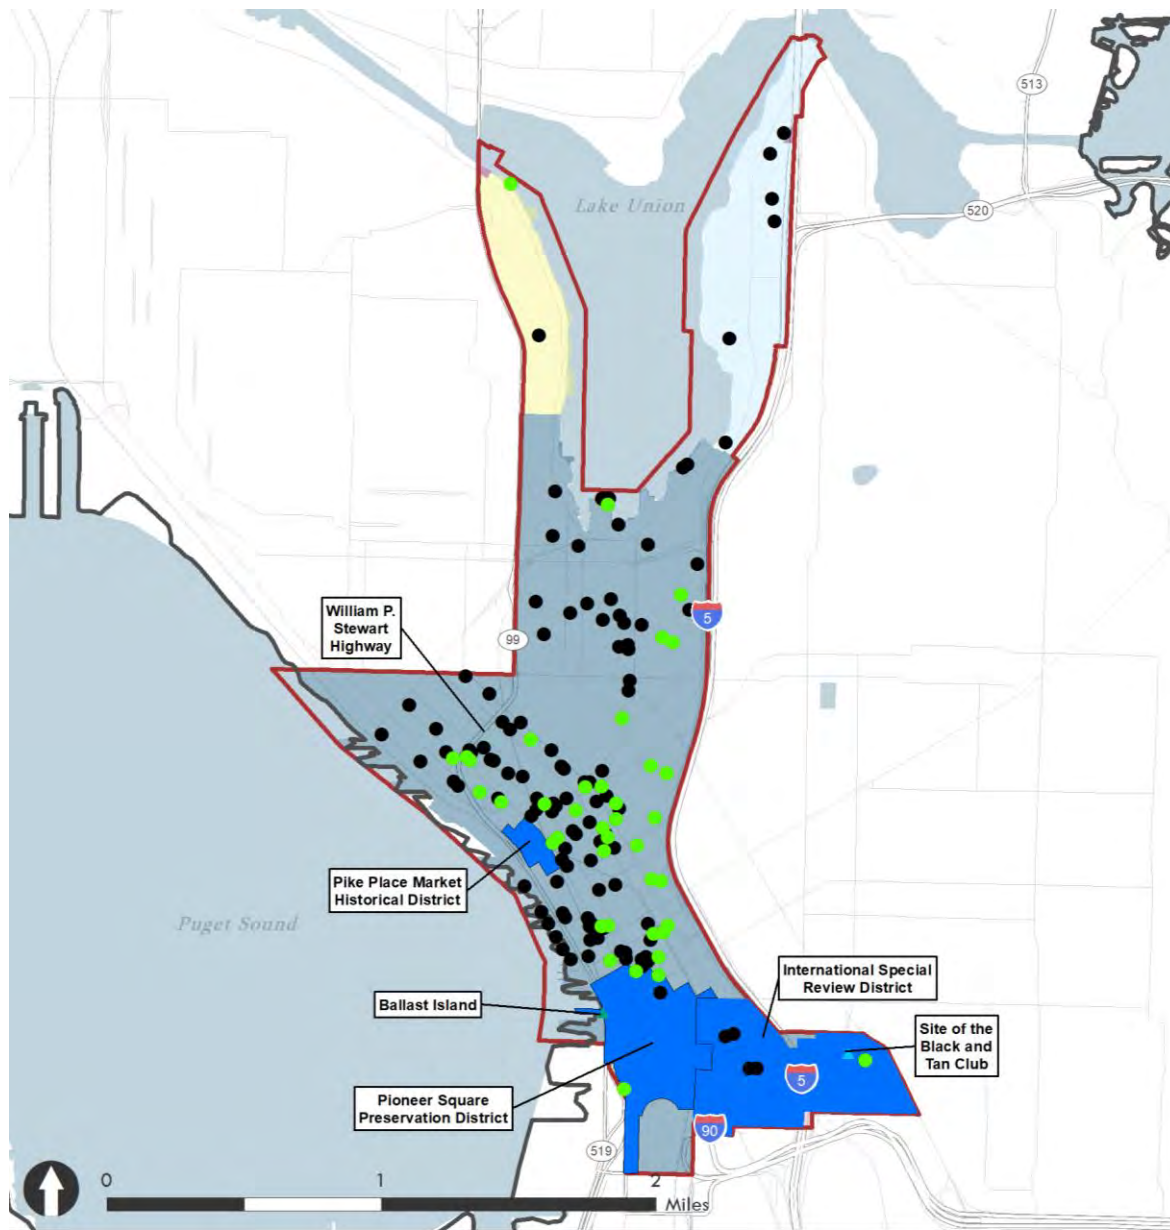 513
520
Lake Union
William P.
Stewart
Highway
99
5
Pike Place Market
Historical District
Puget Sound
International Special
Review District
Ballast Island
Site of the
Black and
Tan Club
5
Pioneer Square
Preservation District
90
519
0
1
2
Miles